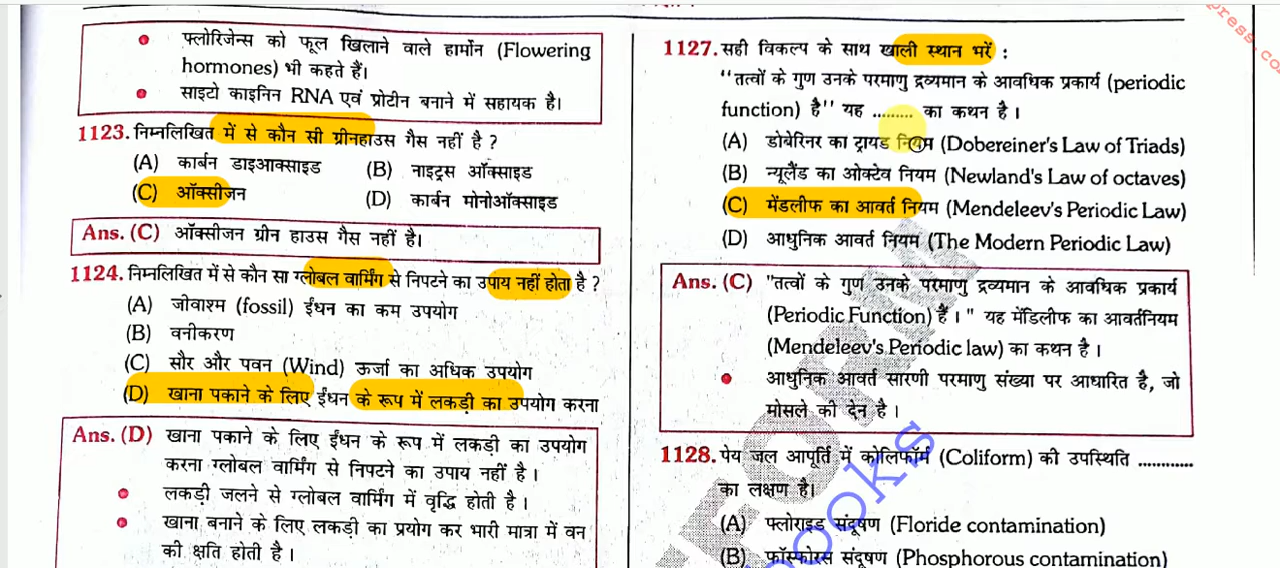 press.co
फ्लोरिजेन्स को फूल खिलाने वाले हार्मोन (Flowering
hormones) भी कहते हैं।
साइटो काइनिन RNA एवं प्रोटीन बनाने में सहायक है।
1123. निम्नलिखित में से कौन सी ग्रीनहाउस गैस नहीं है ?
(A) कार्बन डाइआक्साइड (B) नाइट्रस ऑक्साइड
(C) ऑक्सीजन (D) कार्बन मोनोऑक्साइड
Ans. (C) ऑक्सीजन ग्रीन हाउस गैस नहीं है।
1124. निम्नलिखित में से कौन सा ग्लोबल वार्मिंग से निपटने का उपाय नहीं होता है ?
(A) जीवाश्म (fossil) ईंधन का कम उपयोग
(B) वनीकरण
(C) सौर और पवन (Wind) ऊर्जा का अधिक उपयोग
(D) खाना पकाने के लिए ईंधन के रूप में लकड़ी का उपयोग करना
Ans. (D) खाना पकाने के लिए ईंधन के रूप में लकड़ी का उपयोग
करना ग्लोबल वार्मिंग से निपटने का उपाय नहीं है ।
लकड़ी जलने से ग्लोबल वार्मिंग में वृद्धि होती है ।
खाना बनाने के लिए लकड़ी का प्रयोग कर भारी मात्रा में वन
की क्षति होती है ।
1127. सही विकल्प के साथ खाली स्थान भरें :
"तत्वों के गुण उनके परमाणु द्रव्यमान के आवधिक प्रकार्य (periodic
function) है" यह ......... का कथन है ।
(A) डोबेरिनर का ट्रायड नियम (Dobereiner's Law of Triads)
(B) न्यूलैंड का ओक्टेव नियम (Newland's Law of octaves)
(C) मेंडलीफ का आवर्त नियम (Mendeleev's Periodic Law)
(D) आधुनिक आवर्त नियम (The Modern Periodic Law)
Ans. (C) "तत्वों के गुण उनके परमाणु द्रव्यमान के आवधिक प्रकार्य
(Periodic Function) हैं ।" यह मेंडिलीफ का आवर्तनियम
(Mendeleev's Periodic law) का कथन है ।
आधुनिक आवर्त सारणी परमाणु संख्या पर आधारित है, जो
मोसले की देन है ।
1128. पेय जल आपूर्ति में कोलिफॉर्म (Coliform) की उपस्थिति ............
का लक्षण है।
(A) फ्लोराइड संदूषण (Floride contamination)
(B) फॉस्फोरस संदूषण (Phosphorous contamination)
books